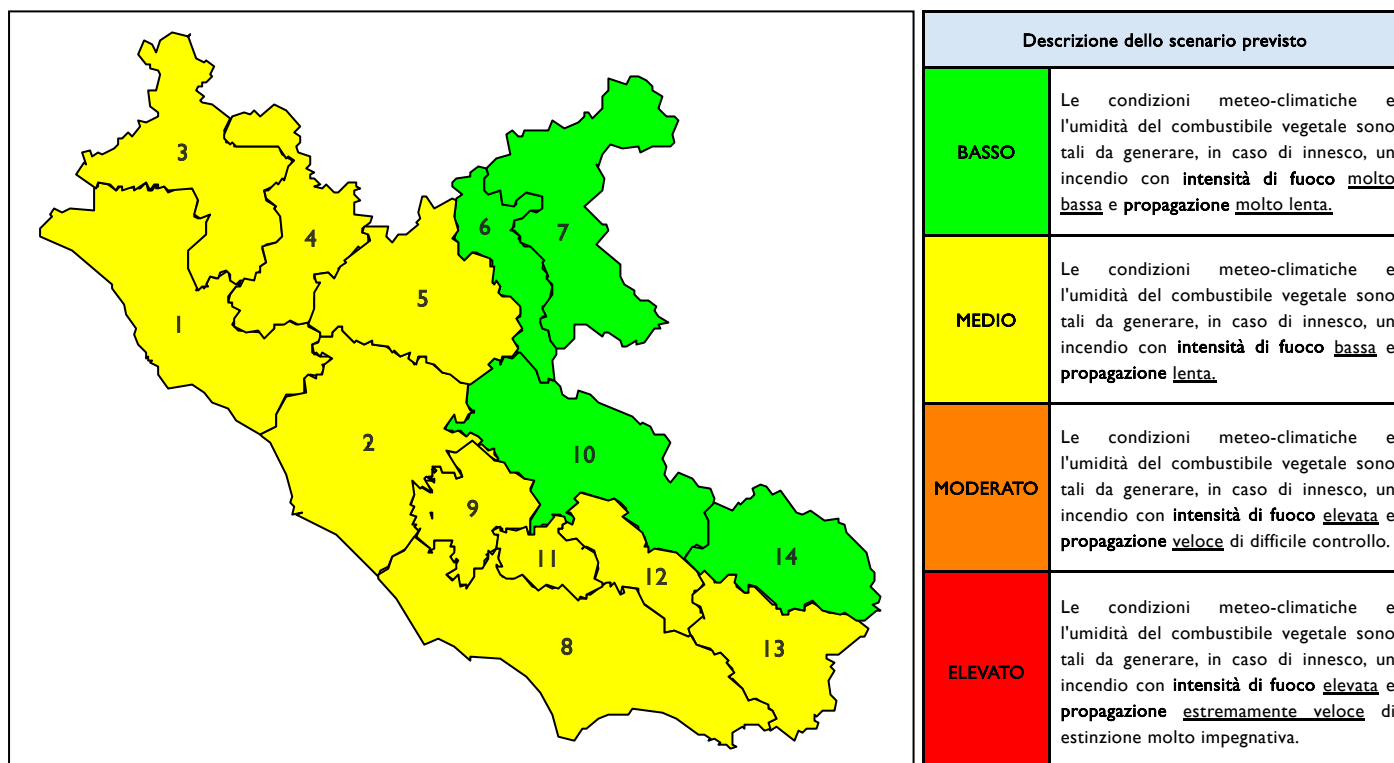 3
4
6
7
5
1
2
10
9
11
12
14
8
13
Descrizione dello scenario previsto
BASSO
Le condizioni meteo-climatiche e
l'umidità del combustibile vegetale sono
tali da generare, in caso di innesco, un
incendio con intensità di fuoco molto
bassa e propagazione molto lenta.
MEDIO
Le condizioni meteo-climatiche e
l'umidità del combustibile vegetale sono
tali da generare, in caso di innesco, un
incendio con intensità di fuoco bassa e
propagazione lenta.
MODERATO
Le condizioni meteo-climatiche e
l'umidità del combustibile vegetale sono
tali da generare, in caso di innesco, un
incendio con intensità di fuoco elevata e
propagazione veloce di difficile controllo.
ELEVATO
Le condizioni meteo-climatiche e
l'umidità del combustibile vegetale sono
tali da generare, in caso di innesco, un
incendio con intensità di fuoco elevata e
propagazione estremamente veloce di
estinzione molto impegnativa.